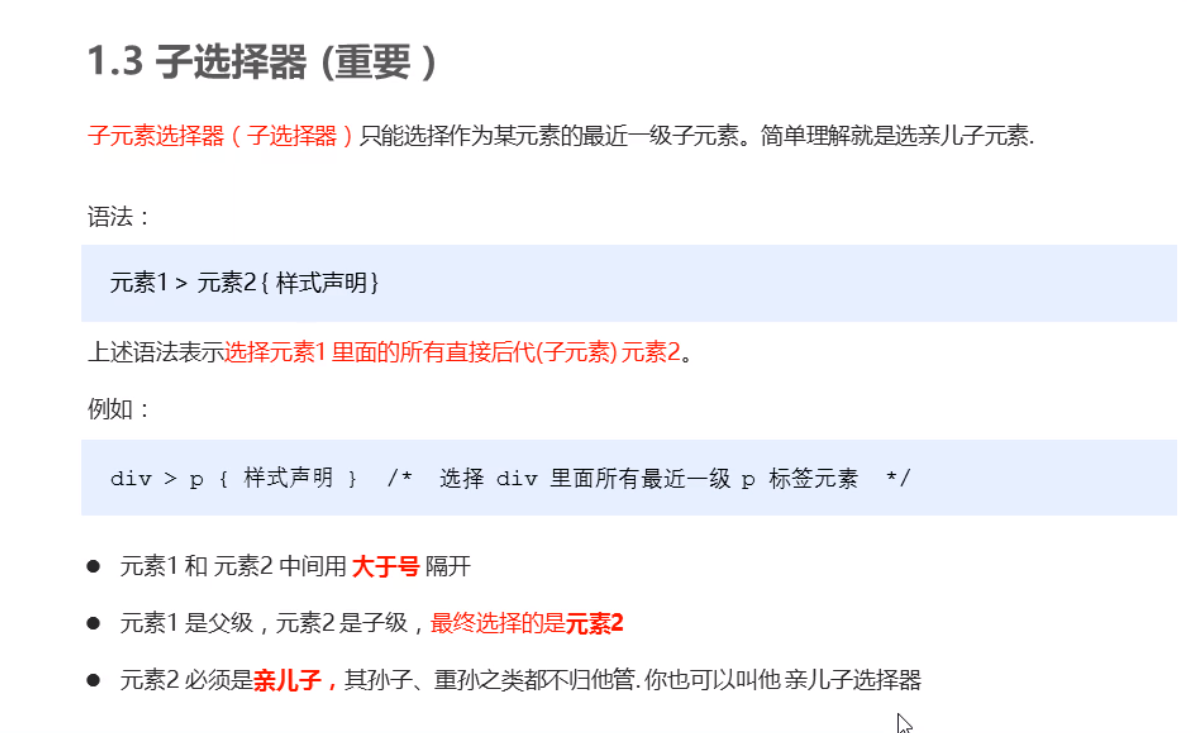 1.3 子选择器 (重要）
子元素选择器（子选择器）只能选择作为某元素的最近一级子元素。简单理解就是选亲儿子元素.
语法：
元素1 > 元素2{ 样式声明 }
上述语法表示选择元素1 里面的所有直接后代(子元素) 元素2。
例如：
div > p { 样式声明 }  /*  选择 div 里面所有最近一级 p 标签元素  */
● 元素1 和 元素2 中间用 大于号 隔开
● 元素1 是父级，元素2 是子级，最终选择的是元素2
● 元素2 必须是亲儿子，其孙子、重孙之类都不归他管. 你也可以叫他 亲儿子选择器